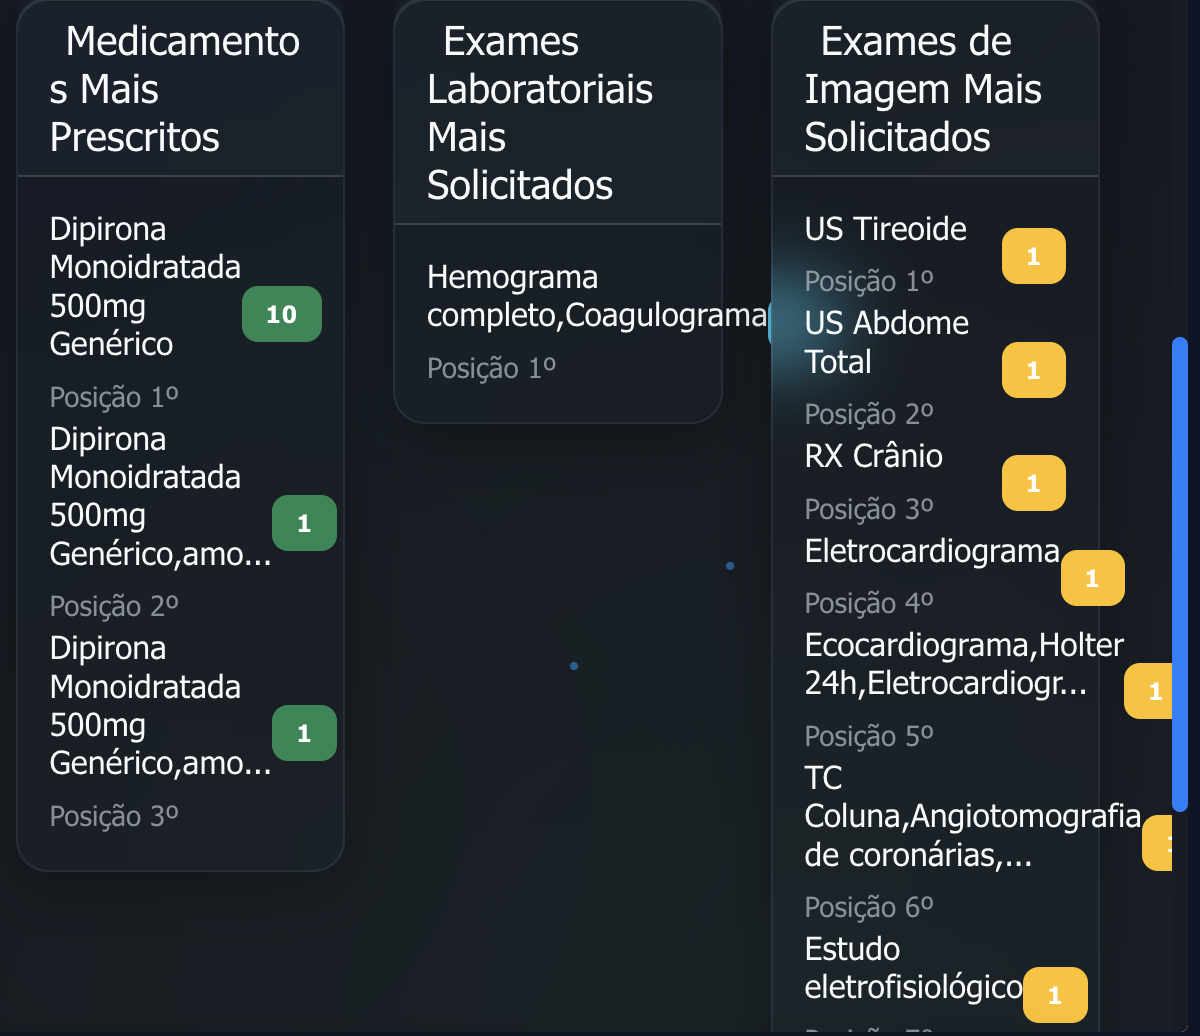 Medicamento
s Mais
Prescritos
Dipirona
Monoidratada
500mg
Genérico
10
Posição 1º
Dipirona
Monoidratada
500mg
Genérico,amo...
1
Posição 2º
Dipirona
Monoidratada
500mg
Genérico,amo...
1
Posição 3º
Exames
Laboratoriais
Mais
Solicitados
Hemograma
completo,Coagulograma
Posição 1º
Exames de
Imagem Mais
Solicitados
US Tireoide
1
Posição 1º
US Abdome
Total
1
Posição 2º
RX Crânio
1
Posição 3º
Eletrocardiograma
1
Posição 4º
Ecocardiograma,Holter
24h,Eletrocardiogr...
1
Posição 5º
TC
Coluna,Angiotomografia
de coronárias,...
Posição 6º
Estudo
eletrofisiológico
1